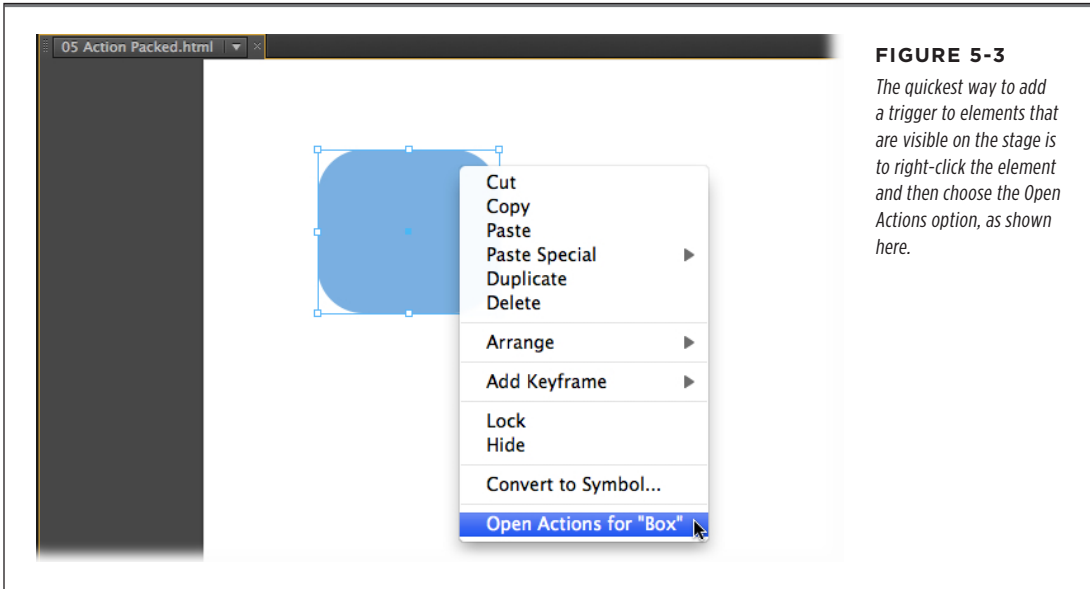 05 Action Packed.html
Cut
Copy
Paste
Paste Special
Duplicate
Delete
Arrange
Add Keyframe
Lock
Hide
Convert to Symbol...
Open Actions for "Box"
FIGURE 5-3
The quickest way to add
a trigger to elements that
are visible on the stage is
to right-click the element
and then choose the Open
Actions option, as shown
here.